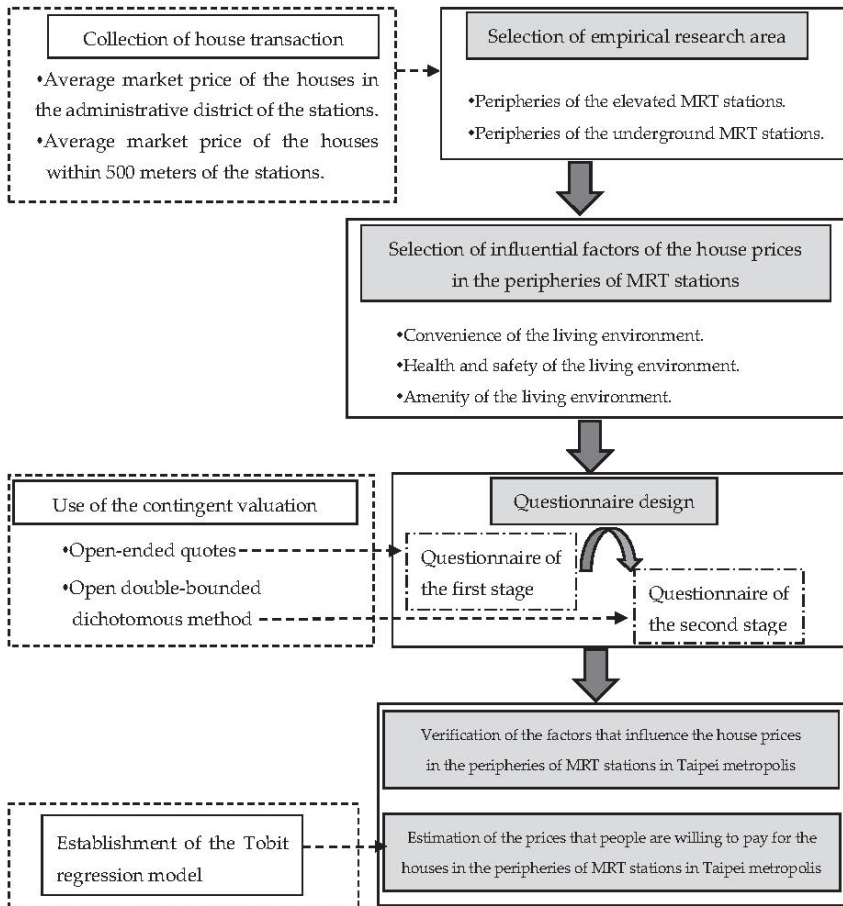 Collection of house transaction
•Average market price of the houses in
the administrative district of the stations.
•Average market price of the houses
within 500 meters of the stations.
Selection of empirical research area
•Peripheries of the elevated MRT stations.
•Peripheries of the underground MRT stations.
Selection of influential factors of the house prices
in the peripheries of MRT stations
•Convenience of the living environment.
•Health and safety of the living environment.
•Amenity of the living environment.
Use of the contingent valuation
•Open-ended quotes
•Open double-bounded
dichotomous method
Questionnaire design
Questionnaire of
the first stage
Questionnaire of
the second stage
Verification of the factors that influence the house prices
in the peripheries of MRT stations in Taipei metropolis
Establishment of the Tobit
regression model
Estimation of the prices that people are willing to pay for the
houses in the peripheries of MRT stations in Taipei metropolis